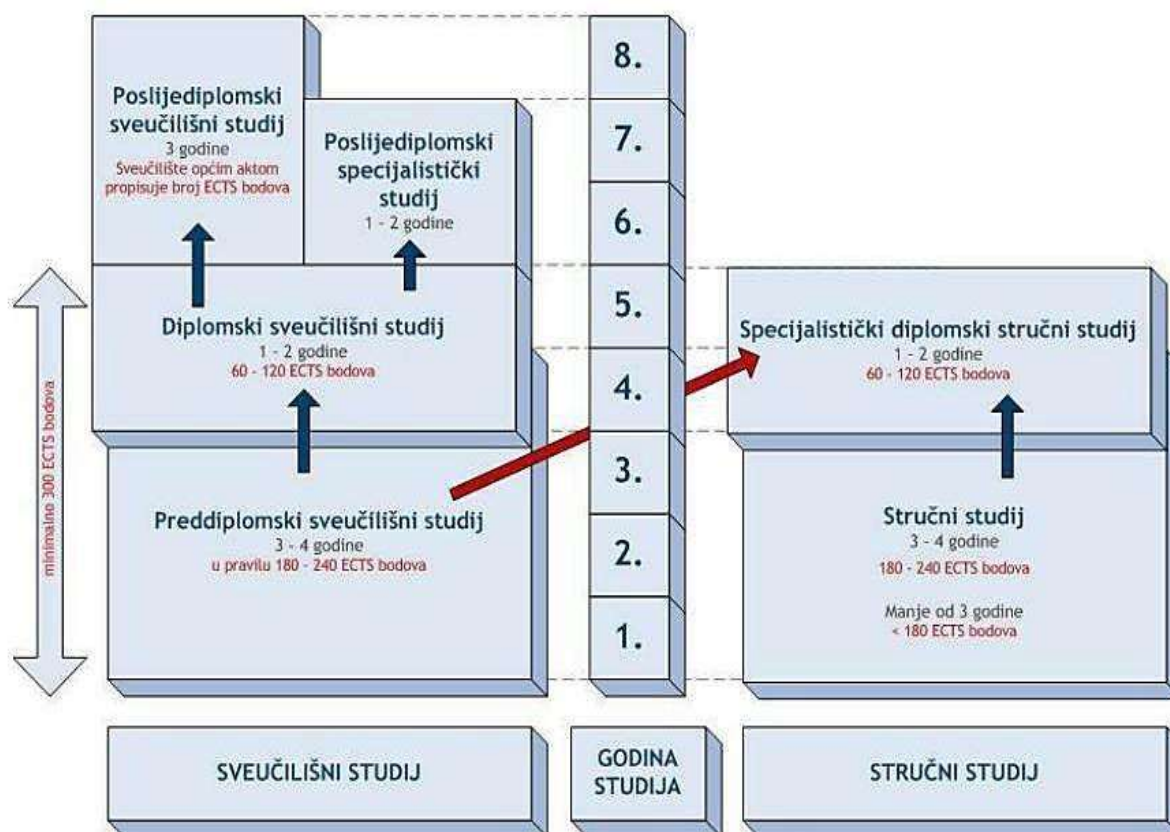 Poslijediplomski
sveučilišni studij
3 godine
Sveučilište općim aktom
propisuje broj ECTS bodova
Poslijediplomski
specijalistički
studij
1 - 2 godine
Diplomski sveučilišni studij
1 - 2 godine
60 - 120 ECTS bodova
Preddiplomski sveučilišni studij
3 - 4 godine
u pravilu 180 - 240 ECTS bodova
minimalno 300 ECTS bodova
8.
7.
6.
5.
4.
3.
2.
1.
Specijalistički diplomski stručni studij
1 - 2 godine
60 - 120 ECTS bodova
Stručni studij
3 - 4 godine
180 - 240 ECTS bodova
Manje od 3 godine
< 180 ECTS bodova
SVEUČILIŠNI STUDIJ
GODINA
STUDIJA
STRUČNI STUDIJ